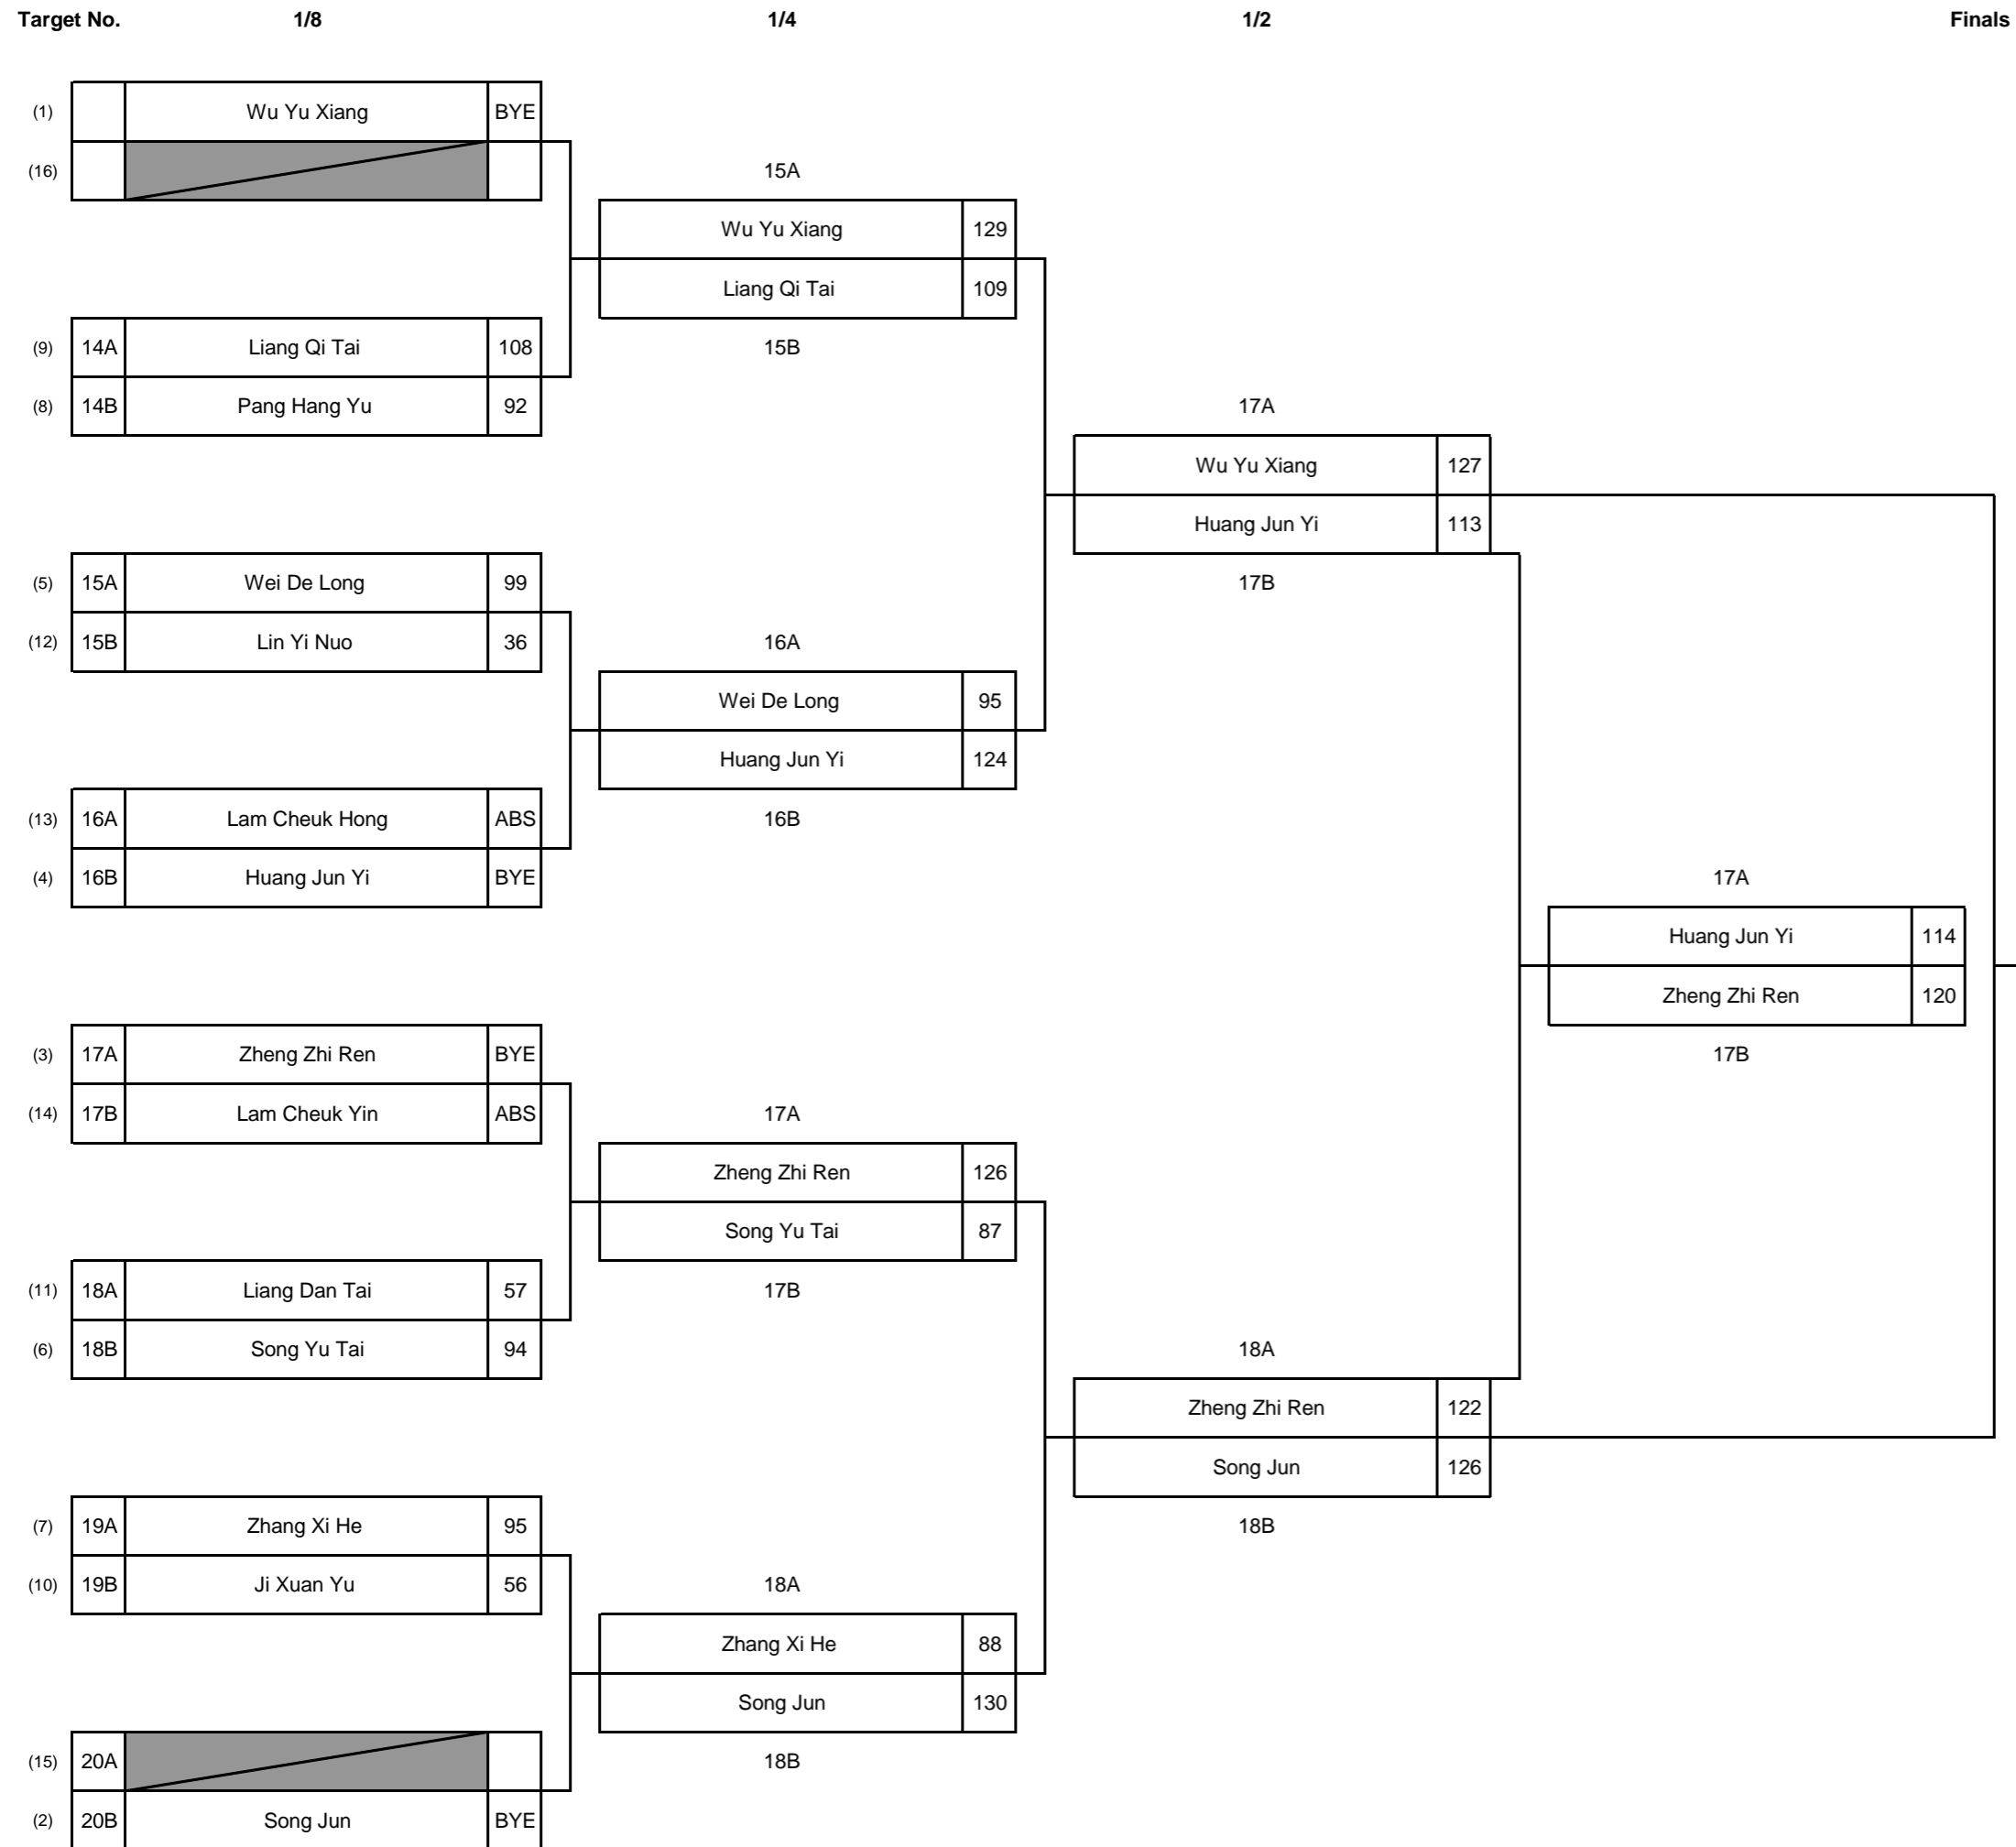 Target No. 1/8 1/4 1/2 Finals
(1) Wu Yu Xiang BYE
(16) 15A
Wu Yu Xiang 129
Liang Qi Tai 109
(9) 14A Liang Qi Tai 108 15B
(8) 14B Pang Hang Yu 92 17A
Wu Yu Xiang 127
Huang Jun Yi 113
(5) 15A Wei De Long 99 17B
(12) 15B Lin Yi Nuo 36 16A
Wei De Long 95
Huang Jun Yi 124
(13) 16A Lam Cheuk Hong ABS 16B
(4) 16B Huang Jun Yi BYE 17A
Huang Jun Yi 114
Zheng Zhi Ren 120
(3) 17A Zheng Zhi Ren BYE 17B
(14) 17B Lam Cheuk Yin ABS 17A
Zheng Zhi Ren 126
Song Yu Tai 87
(11) 18A Liang Dan Tai 57 17B
(6) 18B Song Yu Tai 94 18A
Zheng Zhi Ren 122
Song Jun 126
(7) 19A Zhang Xi He 95 18B
(10) 19B Ji Xuan Yu 56 18A
Zhang Xi He 88
Song Jun 130
(15) 20A 18B
(2) 20B Song Jun BYE